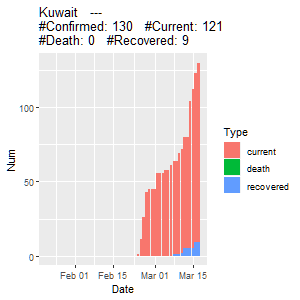 Kuwait   ---
#Confirmed: 130   #Current: 121
#Death: 0   #Recovered: 9
100
50
0
Num
Feb 01   Feb 15   Mar 01   Mar 15
Date
Type
current
death
recovered